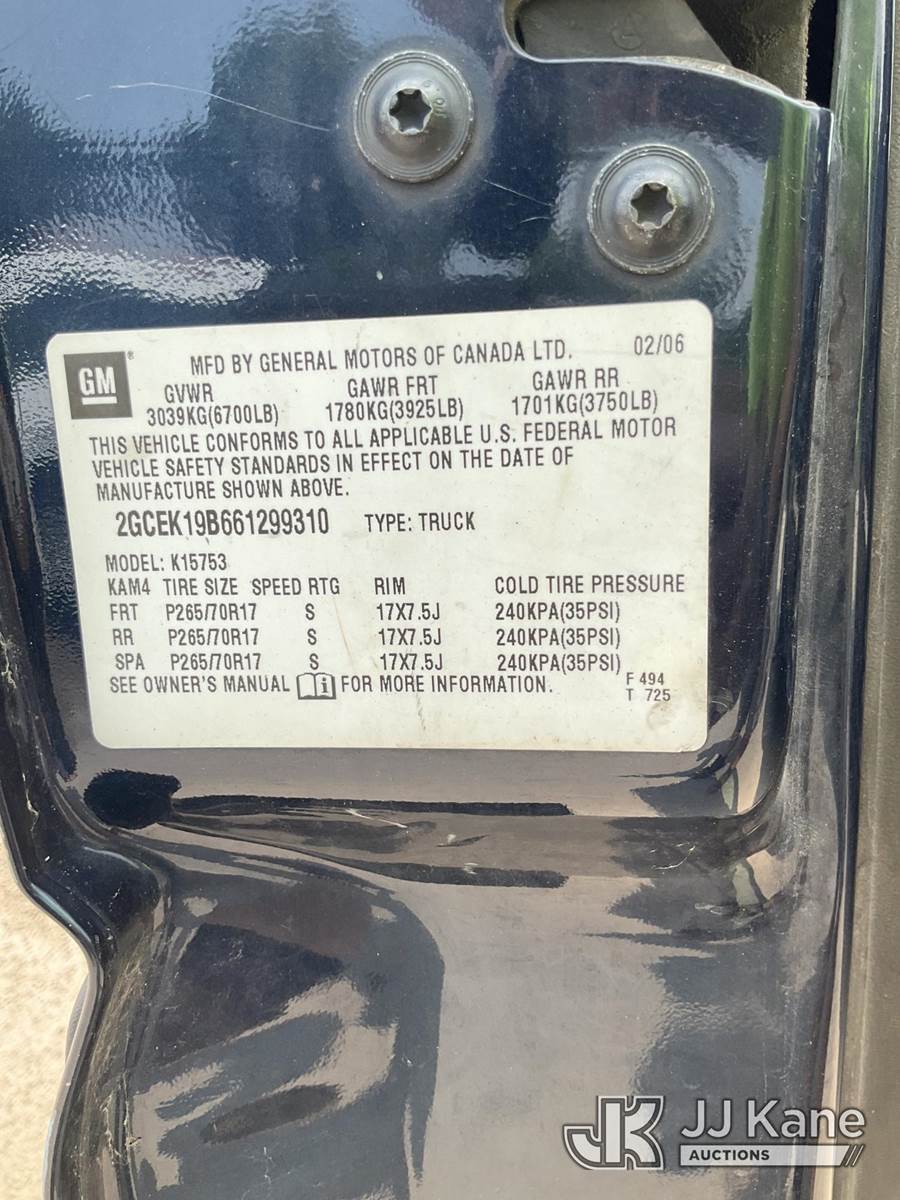 GM ®
MFD BY GENERAL MOTORS OF CANADA LTD. 02/06
GVWR GAWR FRT GAWR RR
3039KG(6700LB) 1780KG(3925LB) 1701KG(3750LB)
THIS VEHICLE CONFORMS TO ALL APPLICABLE U.S. FEDERAL MOTOR
VEHICLE SAFETY STANDARDS IN EFFECT ON THE DATE OF
MANUFACTURE SHOWN ABOVE.
2GCEK19B661299310 TYPE: TRUCK
MODEL: K15753
KAM4 TIRE SIZE SPEED RTG RIM COLD TIRE PRESSURE
FRT P265/70R17 S 17X7.5J 240KPA(35PSI)
RR P265/70R17 S 17X7.5J 240KPA(35PSI)
SPA P265/70R17 S 17X7.5J 240KPA(35PSI)
SEE OWNER'S MANUAL i FOR MORE INFORMATION. F 494
T 725
JK JJ Kane
AUCTIONS